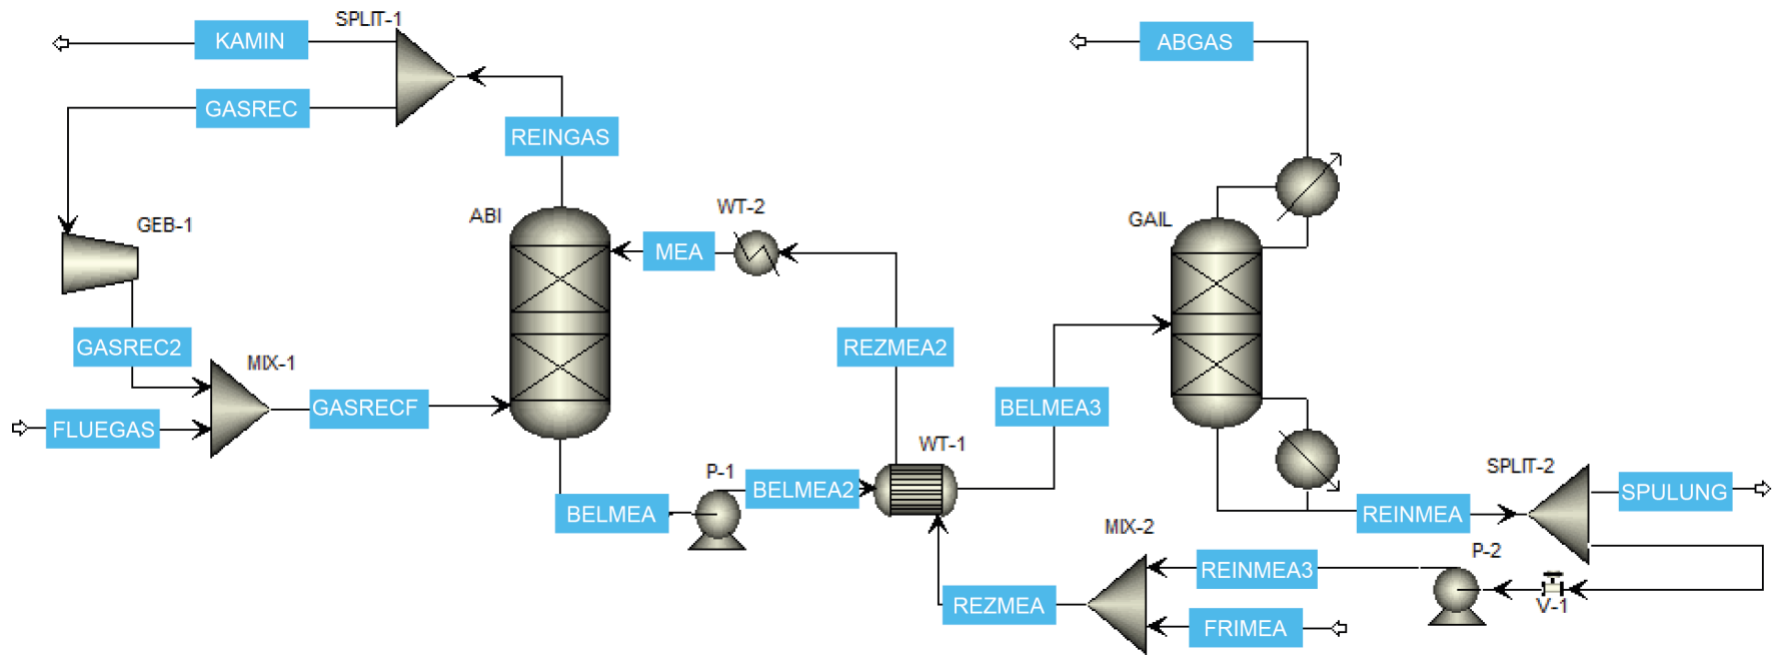 SPLIT-1
KAMIN
ABGAS
GASREC
REINGAS
GEB-1
ABI
WT-2
GAIL
MEA
GASREC2
MIX-1
REZMEA2
GASRECF
BELMEA3
FLUEGAS
WT-1
P-1
BELMEA2
SPLIT-2
SPULUNG
BELMEA
REINMEA
MIX-2
P-2
REINMEA3
REZMEA
V-1
FRIMEA